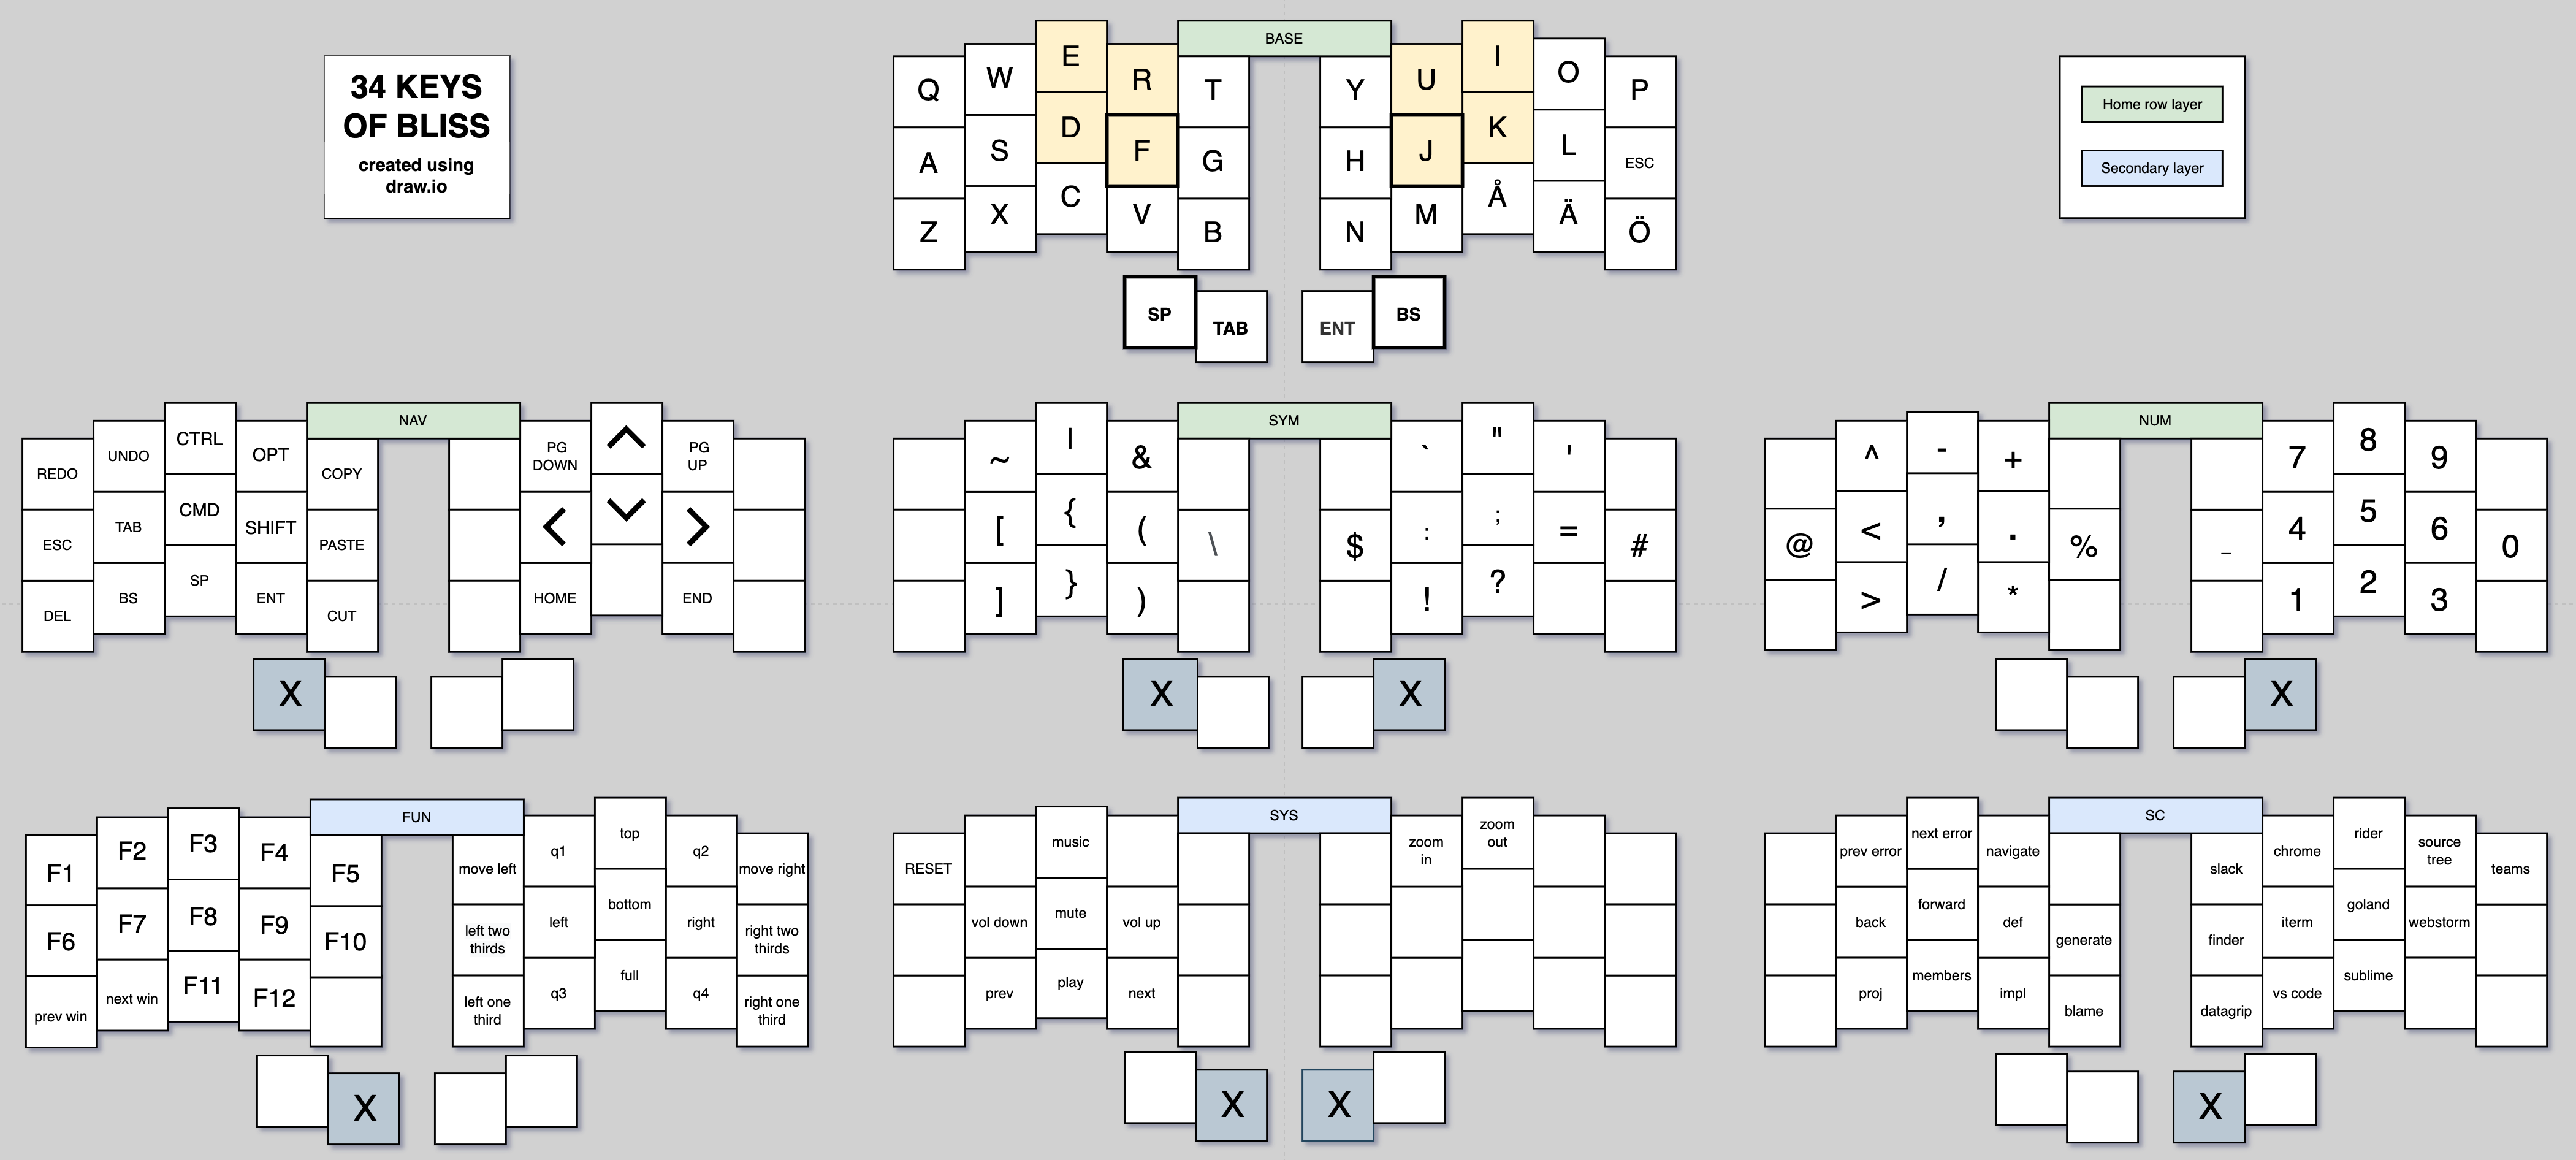 34 KEYS
OF BLISS
created using
draw.io
BASE
Q W E R T Y U I O P
A S D F G H J K L ESC
Z X C V B N M Å Ä Ö
SP TAB ENT BS
Home row layer
Secondary layer
NAV
REDO UNDO CTRL OPT COPY PG DOWN ^ PG UP
ESC TAB CMD SHIFT PASTE < >
DEL BS SP ENT CUT HOME END
X
SYM
~ | & ` " '
[ { ( \ $ : ; = #
] } ) ! ?
X X
NUM
^ - + 7 8 9
@ < , . % _ 4 5 6 0
> / * 1 2 3
X
FUN
F1 F2 F3 F4 F5 move left q1 top q2 move right
F6 F7 F8 F9 F10 left two thirds left bottom right right two thirds
prev win next win F11 F12 left one third q3 full q4 right one third
X
SYS
RESET music zoom in zoom out
vol down mute vol up
prev play next
X X
SC
prev error next error navigate slack chrome rider source tree teams
back forward def generate finder iterm goland webstorm
proj members impl blame datagrip vs code sublime
X